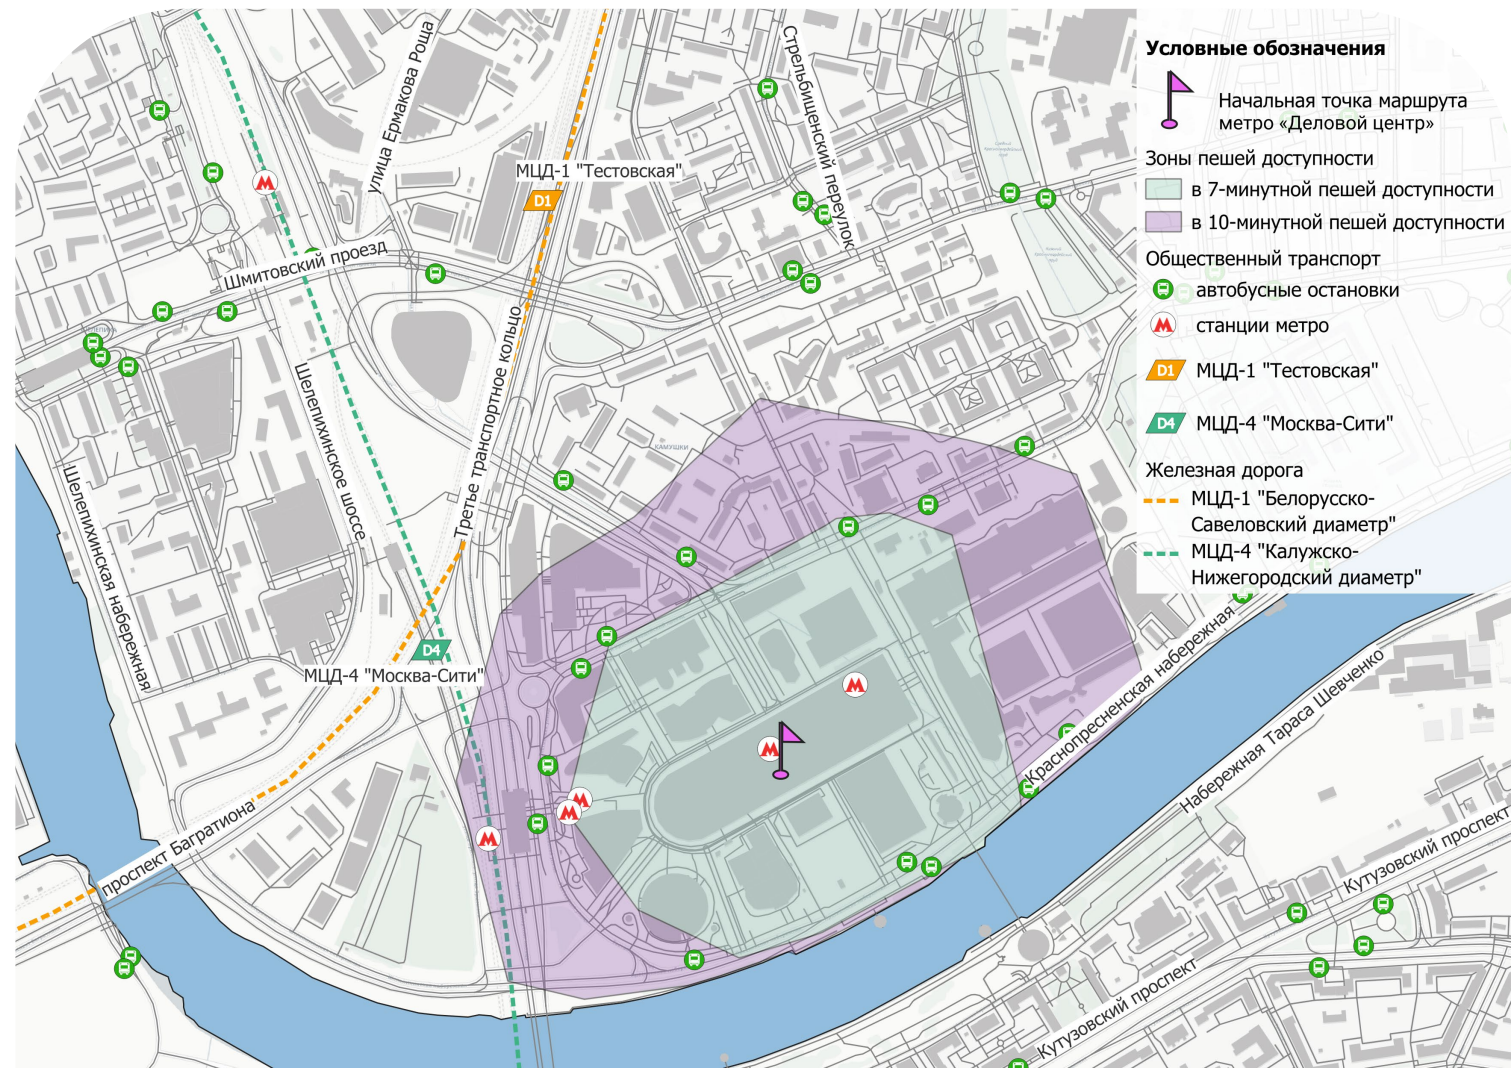 Условные обозначения
Начальная точка маршрута
метро «Деловой центр»
Зоны пешей доступности
в 7-минутной пешей доступности
в 10-минутной пешей доступности
Общественный транспорт
автобусные остановки
станции метро
D1 МЦД-1 "Тестовская"
D4 МЦД-4 "Москва-Сити"
Железная дорога
МЦД-1 "Белорусско-
Савеловский диаметр"
МЦД-4 "Калужско-
Нижегородский диаметр"
улица Ермакова Роща
Стрельбищенский переулок
МЦД-1 "Тестовская"
D1
Шмитовский проезд
Третье транспортное кольцо
Шелепихинское шоссе
Шелепихинская набережная
КАМУШКИ
D4
МЦД-4 "Москва-Сити"
Краснопресненская набережная
Набережная Тараса Шевченко
проспект Багратиона
Кутузовский проспект
Кутузовский проспект